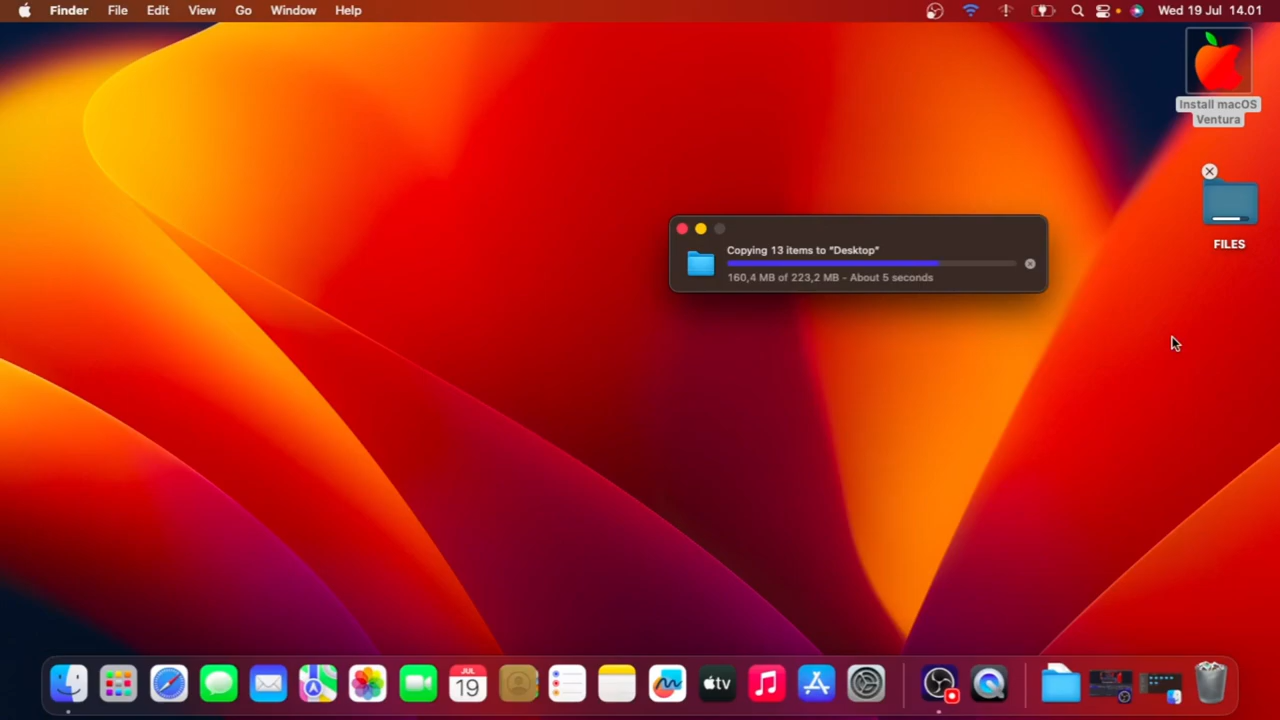 Finder File Edit View Go Window Help Wed 19 Jul 14.01
Install macOS
Ventura
FILES
Copying 13 items to "Desktop"
160,4 MB of 223,2 MB - About 5 seconds
JUL
19
tv